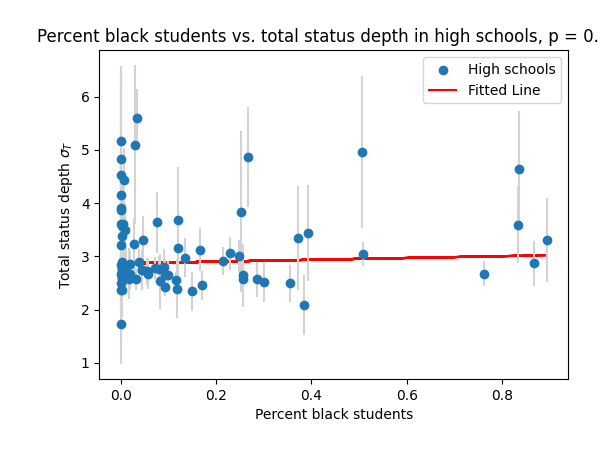 Percent black students vs. total status depth in high schools, p = 0.
High schools
Fitted Line
Total status depth σ_T
6
5
4
3
2
1
0.0 0.2 0.4 0.6 0.8
Percent black students